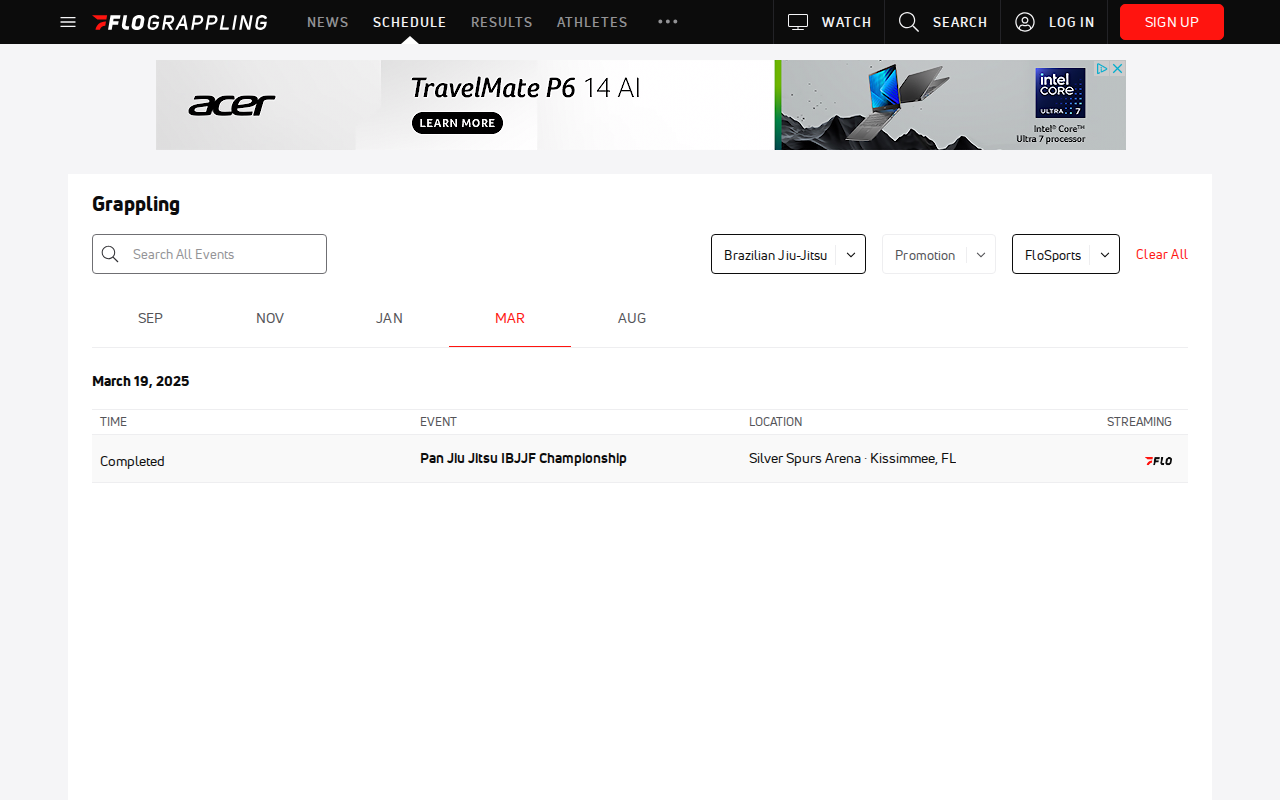 FLOGRAPPLING NEWS SCHEDULE RESULTS ATHLETES WATCH SEARCH LOG IN SIGN UP
acer
TravelMate P6 14 AI
LEARN MORE
intel
CORE
ULTRA 7
Intel® Core™
Ultra 7 processor
Grappling
Search All Events
Brazilian Jiu-Jitsu Promotion FloSports Clear All
SEP NOV JAN MAR AUG
March 19, 2025
TIME EVENT LOCATION STREAMING
Completed Pan Jiu Jitsu IBJJF Championship Silver Spurs Arena · Kissimmee, FL FLO